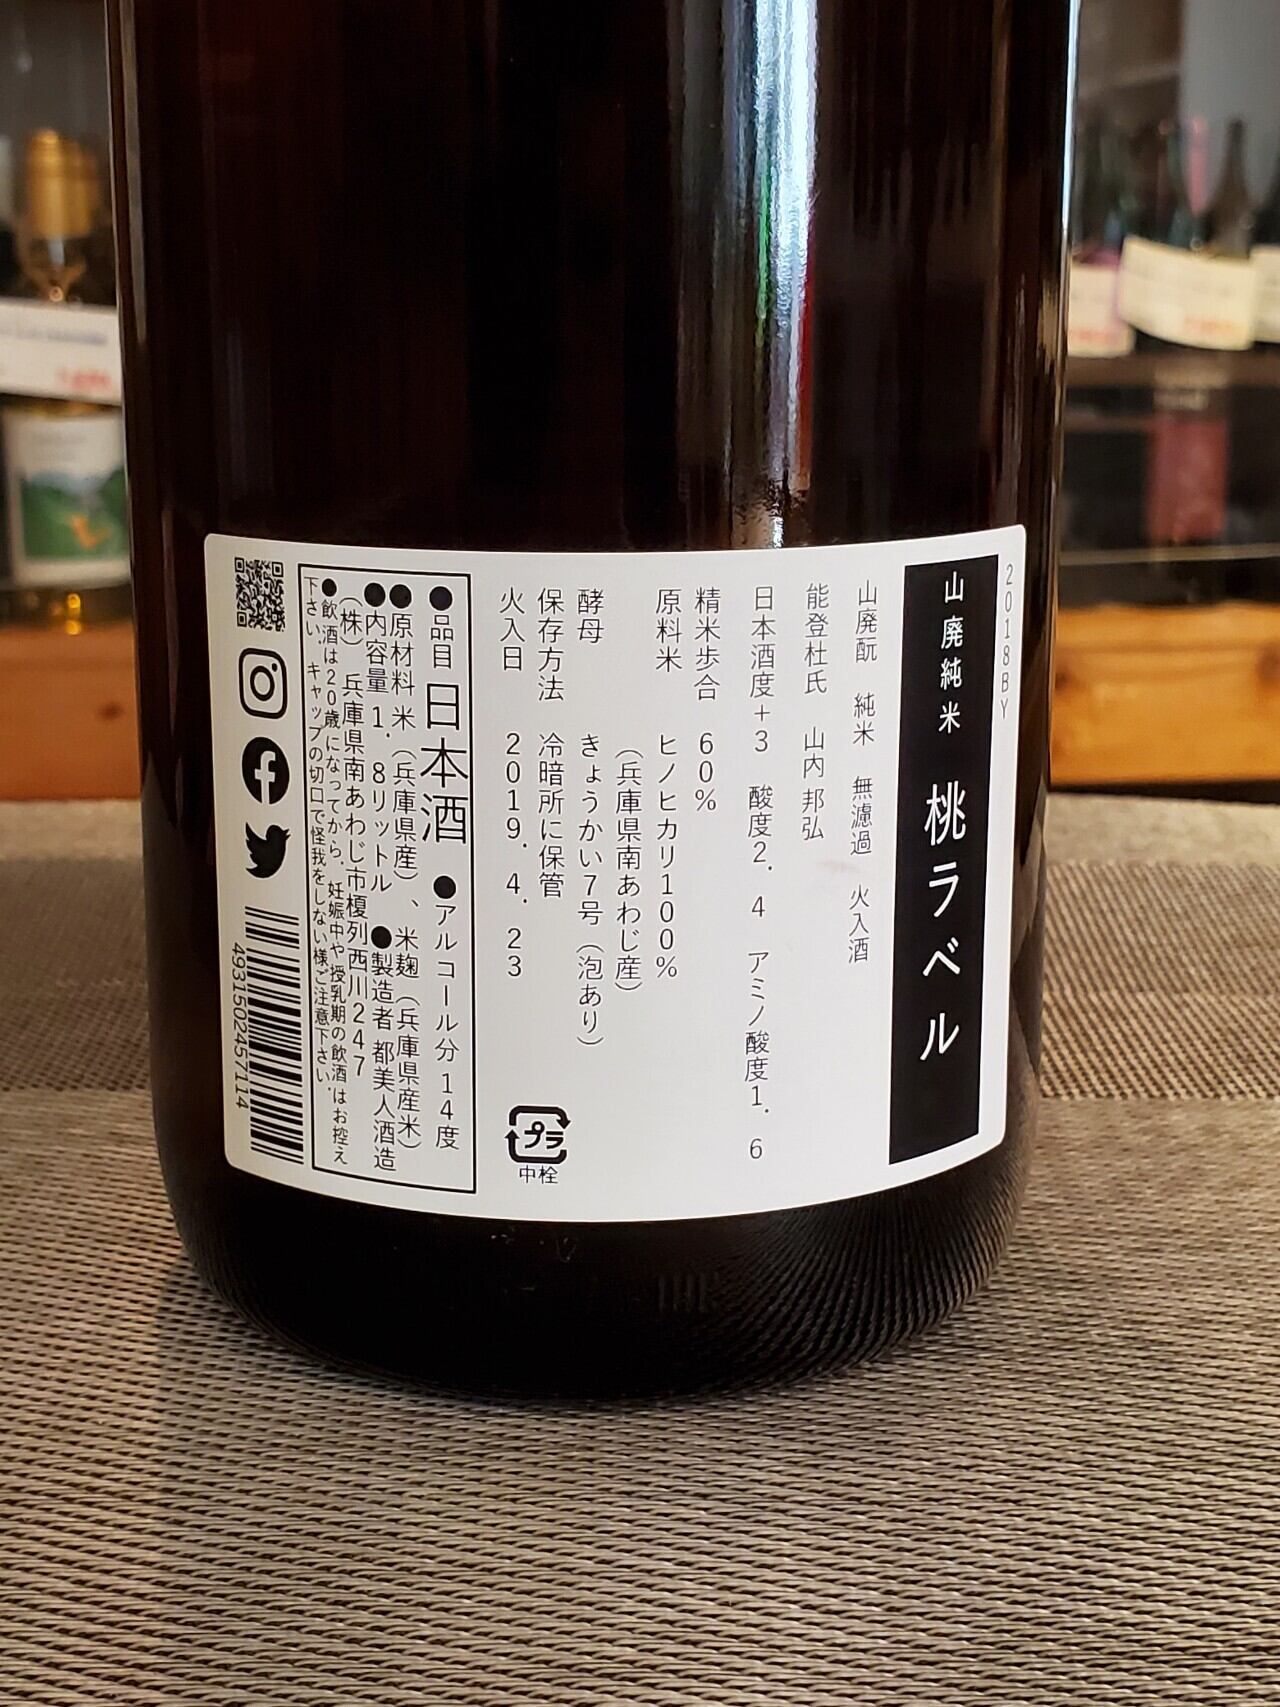 2018BY
山廃純米 桃ラベル
山廃酛 純米 無濾過 火入酒
能登杜氏 山内 邦弘
日本酒度+3 酸度2.4 アミノ酸度1.6
精米歩合 60%
原料米 ヒノヒカリ100%
(兵庫県南あわじ産)
酵母 きょうかい7号(泡あり)
保存方法 冷暗所に保管
火入日 2019.4.23
プラ
中栓
●品目 日本酒 ●アルコール分14度
●原材料 米(兵庫県産)、米麹(兵庫県産米)
●内容量 1.8リットル ●製造者 都美人酒造
(株) 兵庫県南あわじ市榎列西川247
●飲酒は20歳になってから、妊娠中や授乳期の飲酒はお控え
下さい。キャップの切口で怪我をしない様ご注意下さい。
4931502457114